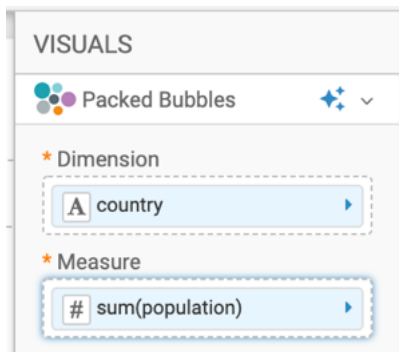 VISUALS
Packed Bubbles
* Dimension
A country
* Measure
# sum(population)